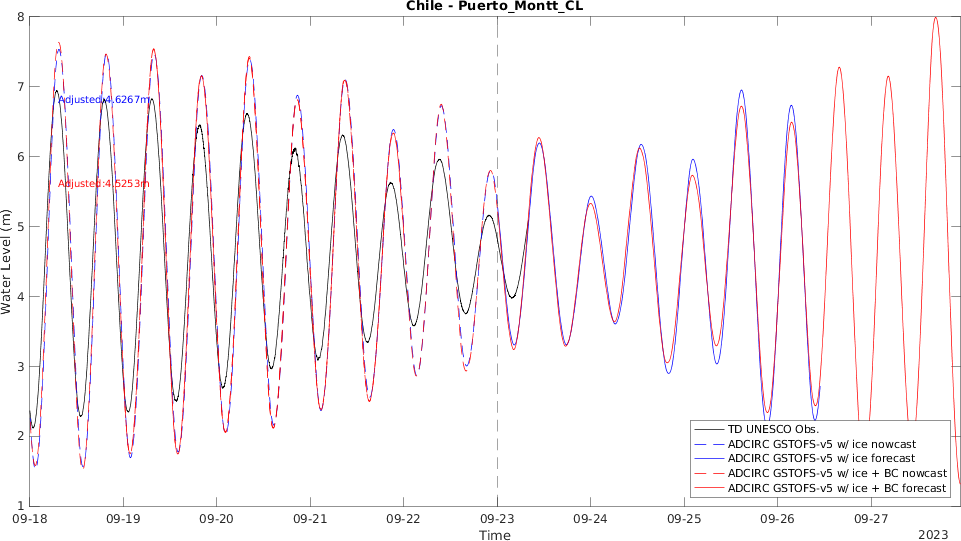 Chile - Puerto_Montt_CL
8
7
6
5
4
3
2
1
Water Level (m)
Adjusted:4.6267m
Adjusted:4.5253m
TD UNESCO Obs.
ADCIRC GSTOFS-v5 w/ ice nowcast
ADCIRC GSTOFS-v5 w/ ice forecast
ADCIRC GSTOFS-v5 w/ ice + BC nowcast
ADCIRC GSTOFS-v5 w/ ice + BC forecast
09-18 09-19 09-20 09-21 09-22 09-23 09-24 09-25 09-26 09-27
Time
2023